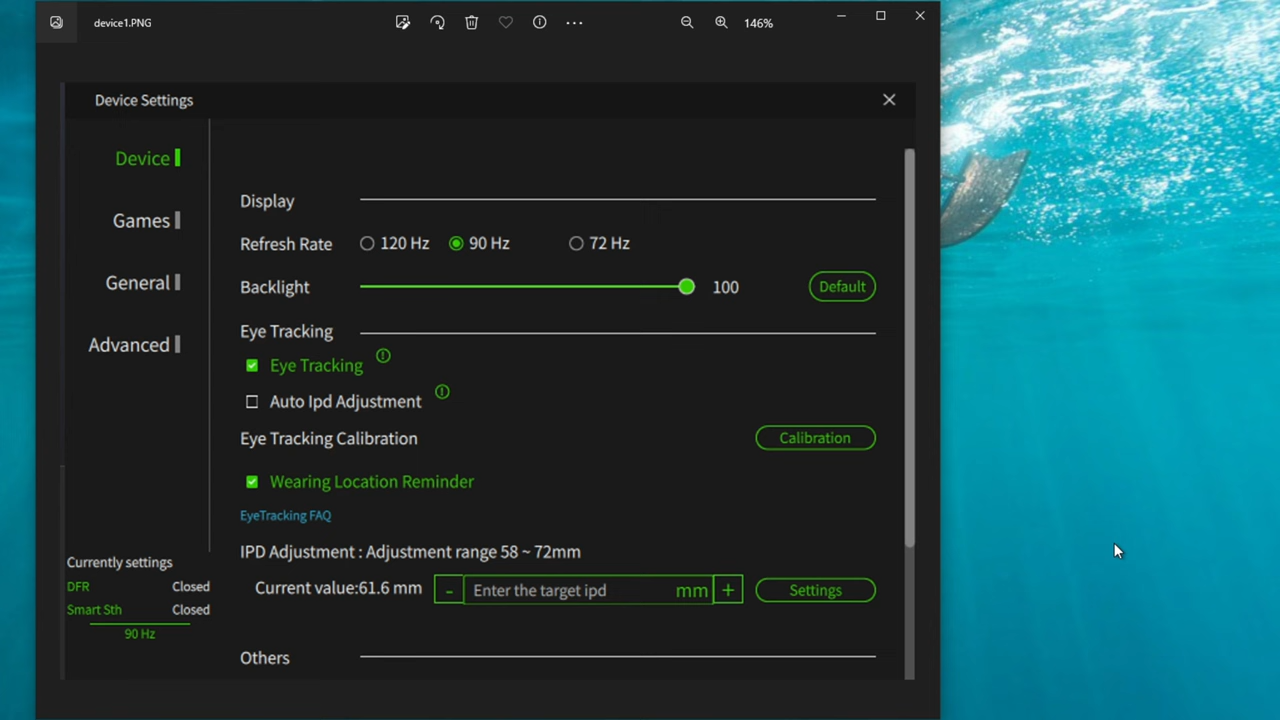 device1.PNG
146%
Device Settings
Device
Games
General
Advanced
Display
Refresh Rate 120 Hz 90 Hz 72 Hz
Backlight 100 Default
Eye Tracking
Eye Tracking
Auto Ipd Adjustment
Eye Tracking Calibration Calibration
Wearing Location Reminder
EyeTracking FAQ
IPD Adjustment : Adjustment range 58 ~ 72mm
Current value:61.6 mm - Enter the target ipd mm + Settings
Others
Currently settings
DFR Closed
Smart Sth Closed
90 Hz